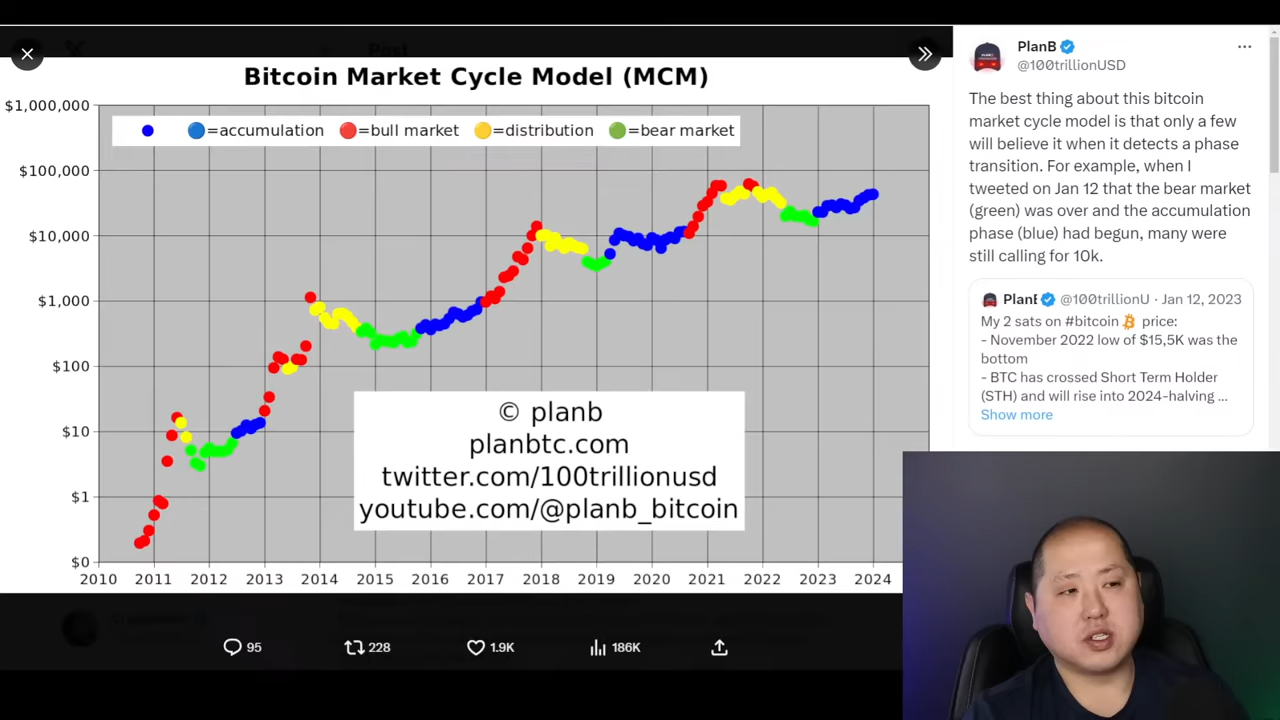 Post
Bitcoin Market Cycle Model (MCM)
$1,000,000
$100,000
$10,000
$1,000
$100
$10
$1
$0
=accumulation =bull market =distribution =bear market
© planb
planbtc.com
twitter.com/100trillionusd
youtube.com/@planb_bitcoin
2010 2011 2012 2013 2014 2015 2016 2017 2018 2019 2020 2021 2022 2023 2024
95 228 1.9K 186K
PlanB
@100trillionUSD
The best thing about this bitcoin
market cycle model is that only a few
will believe it when it detects a phase
transition. For example, when I
tweeted on Jan 12 that the bear market
(green) was over and the accumulation
phase (blue) had begun, many were
still calling for 10k.
PlanB @100trillionU · Jan 12, 2023
My 2 sats on #bitcoin ₿ price:
- November 2022 low of $15,5K was the
bottom
- BTC has crossed Short Term Holder
(STH) and will rise into 2024-halving ...
Show more